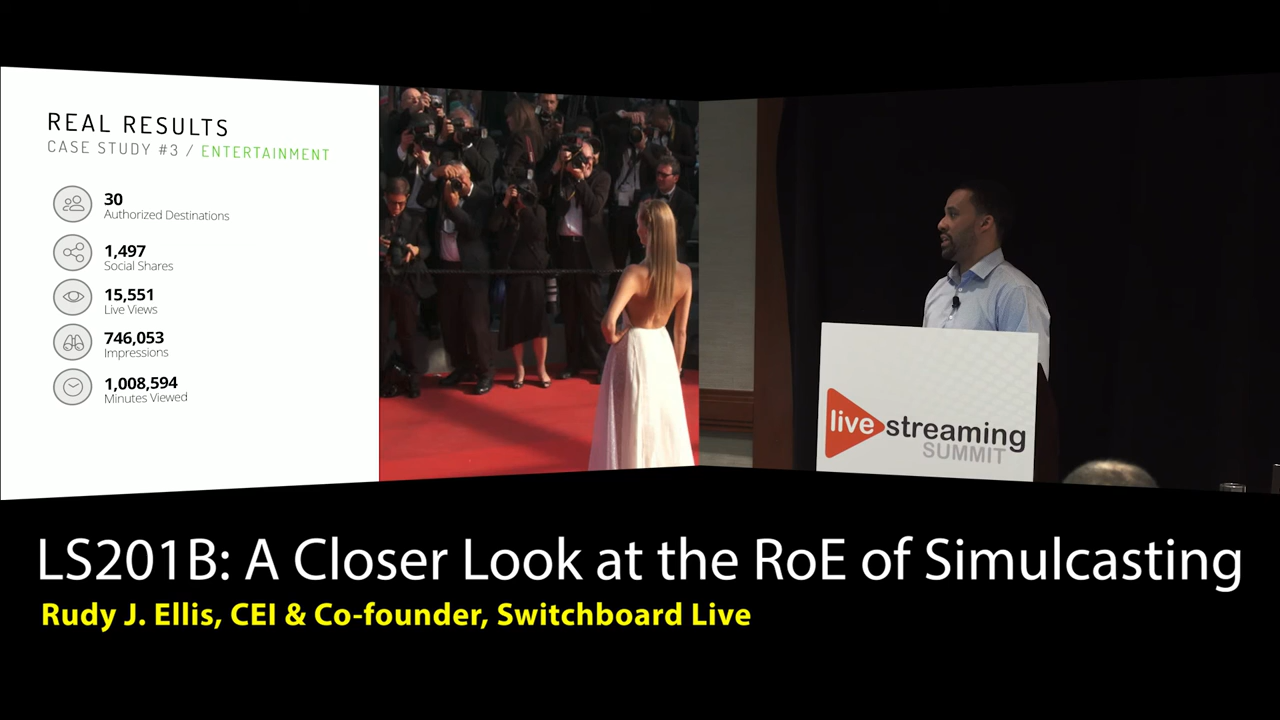 REAL RESULTS
CASE STUDY #3 / ENTERTAINMENT
30
Authorized Destinations
1,497
Social Shares
15,551
Live Views
746,053
Impressions
1,008,594
Minutes Viewed
live streaming
SUMMIT
LS201B: A Closer Look at the RoE of Simulcasting
Rudy J. Ellis, CEI & Co-founder, Switchboard Live